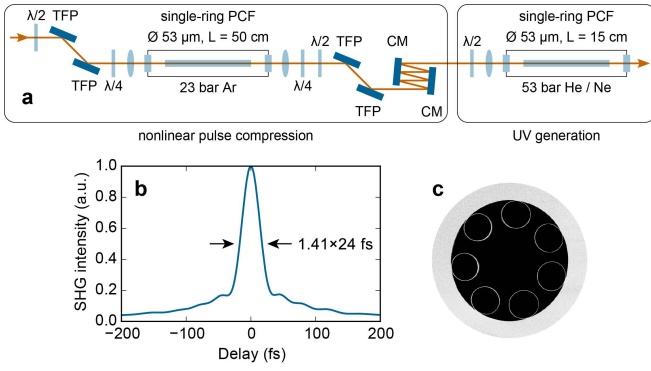 single-ring PCF
Ø 53 µm, L = 50 cm
λ/2
TFP
TFP
λ/4
23 bar Ar
λ/4
λ/2
TFP
TFP
CM
CM
a
nonlinear pulse compression
single-ring PCF
Ø 53 µm, L = 15 cm
λ/2
53 bar He / Ne
UV generation
b
SHG intensity (a.u.)
1.0
0.8
0.6
0.4
0.2
0.0
1.41×24 fs
−200
−100
0
100
200
Delay (fs)
c